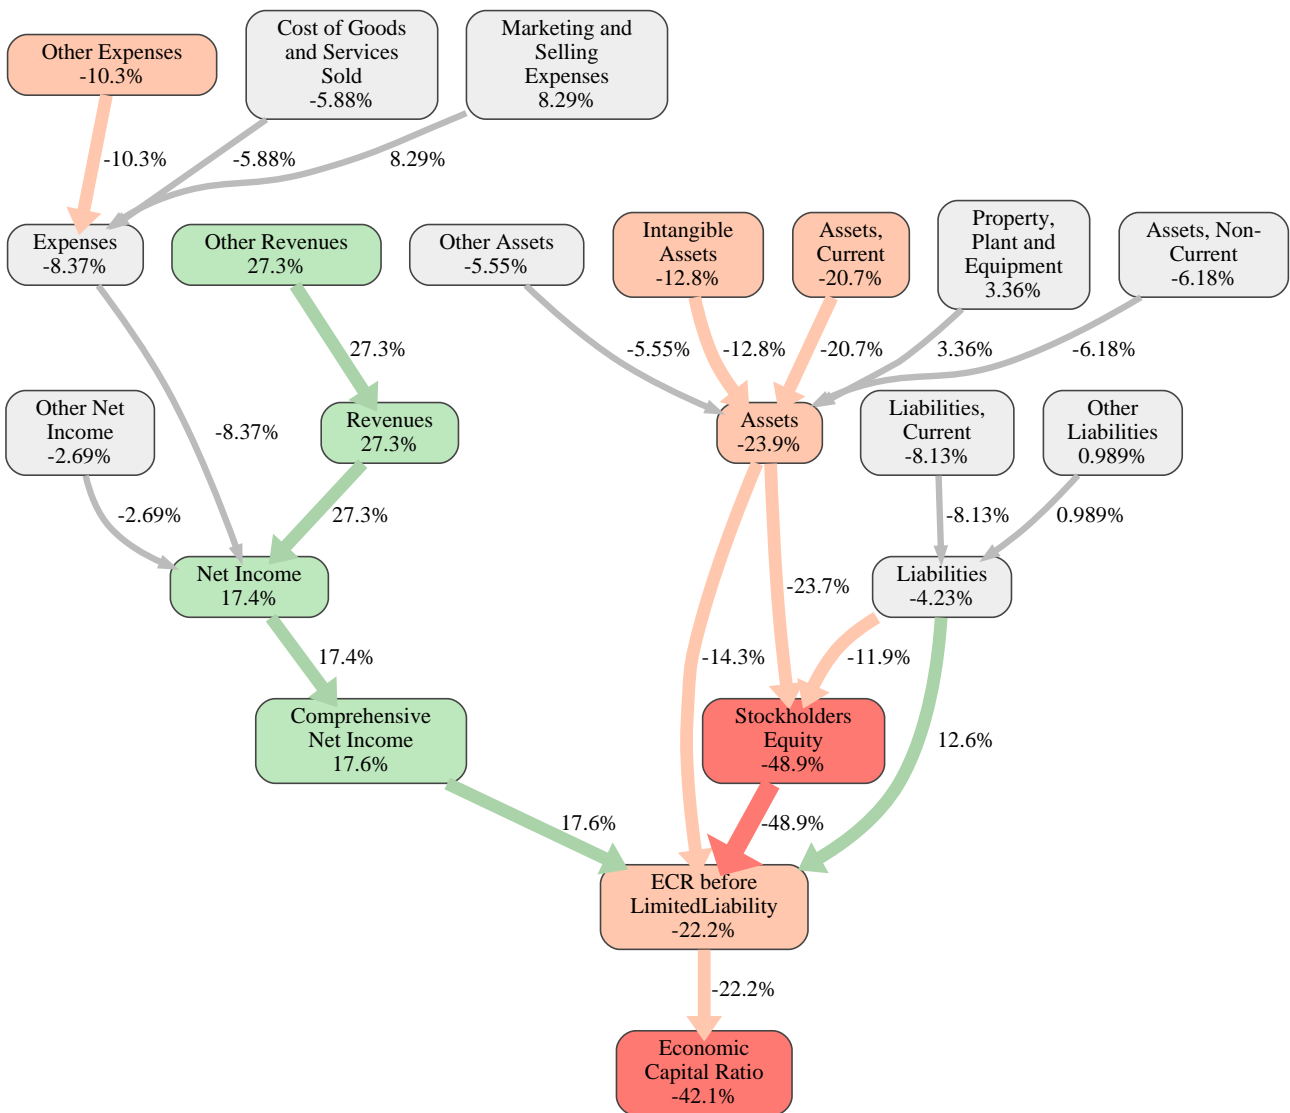 Other Expenses
-10.3%
Cost of Goods
and Services
Sold
-5.88%
Marketing and
Selling
Expenses
8.29%
-10.3%
-5.88%
8.29%
Expenses
-8.37%
Other Revenues
27.3%
Other Assets
-5.55%
Intangible
Assets
-12.8%
Assets,
Current
-20.7%
Property,
Plant and
Equipment
3.36%
Assets, Non-
Current
-6.18%
27.3%
-5.55%
-12.8%
-20.7%
3.36%
-6.18%
Other Net
Income
-2.69%
-8.37%
Revenues
27.3%
Assets
-23.9%
Liabilities,
Current
-8.13%
Other
Liabilities
0.989%
-2.69%
27.3%
-8.13%
0.989%
Net Income
17.4%
-23.7%
Liabilities
-4.23%
17.4%
-14.3%
-11.9%
Comprehensive
Net Income
17.6%
Stockholders
Equity
-48.9%
12.6%
17.6%
-48.9%
ECR before
LimitedLiability
-22.2%
-22.2%
Economic
Capital Ratio
-42.1%